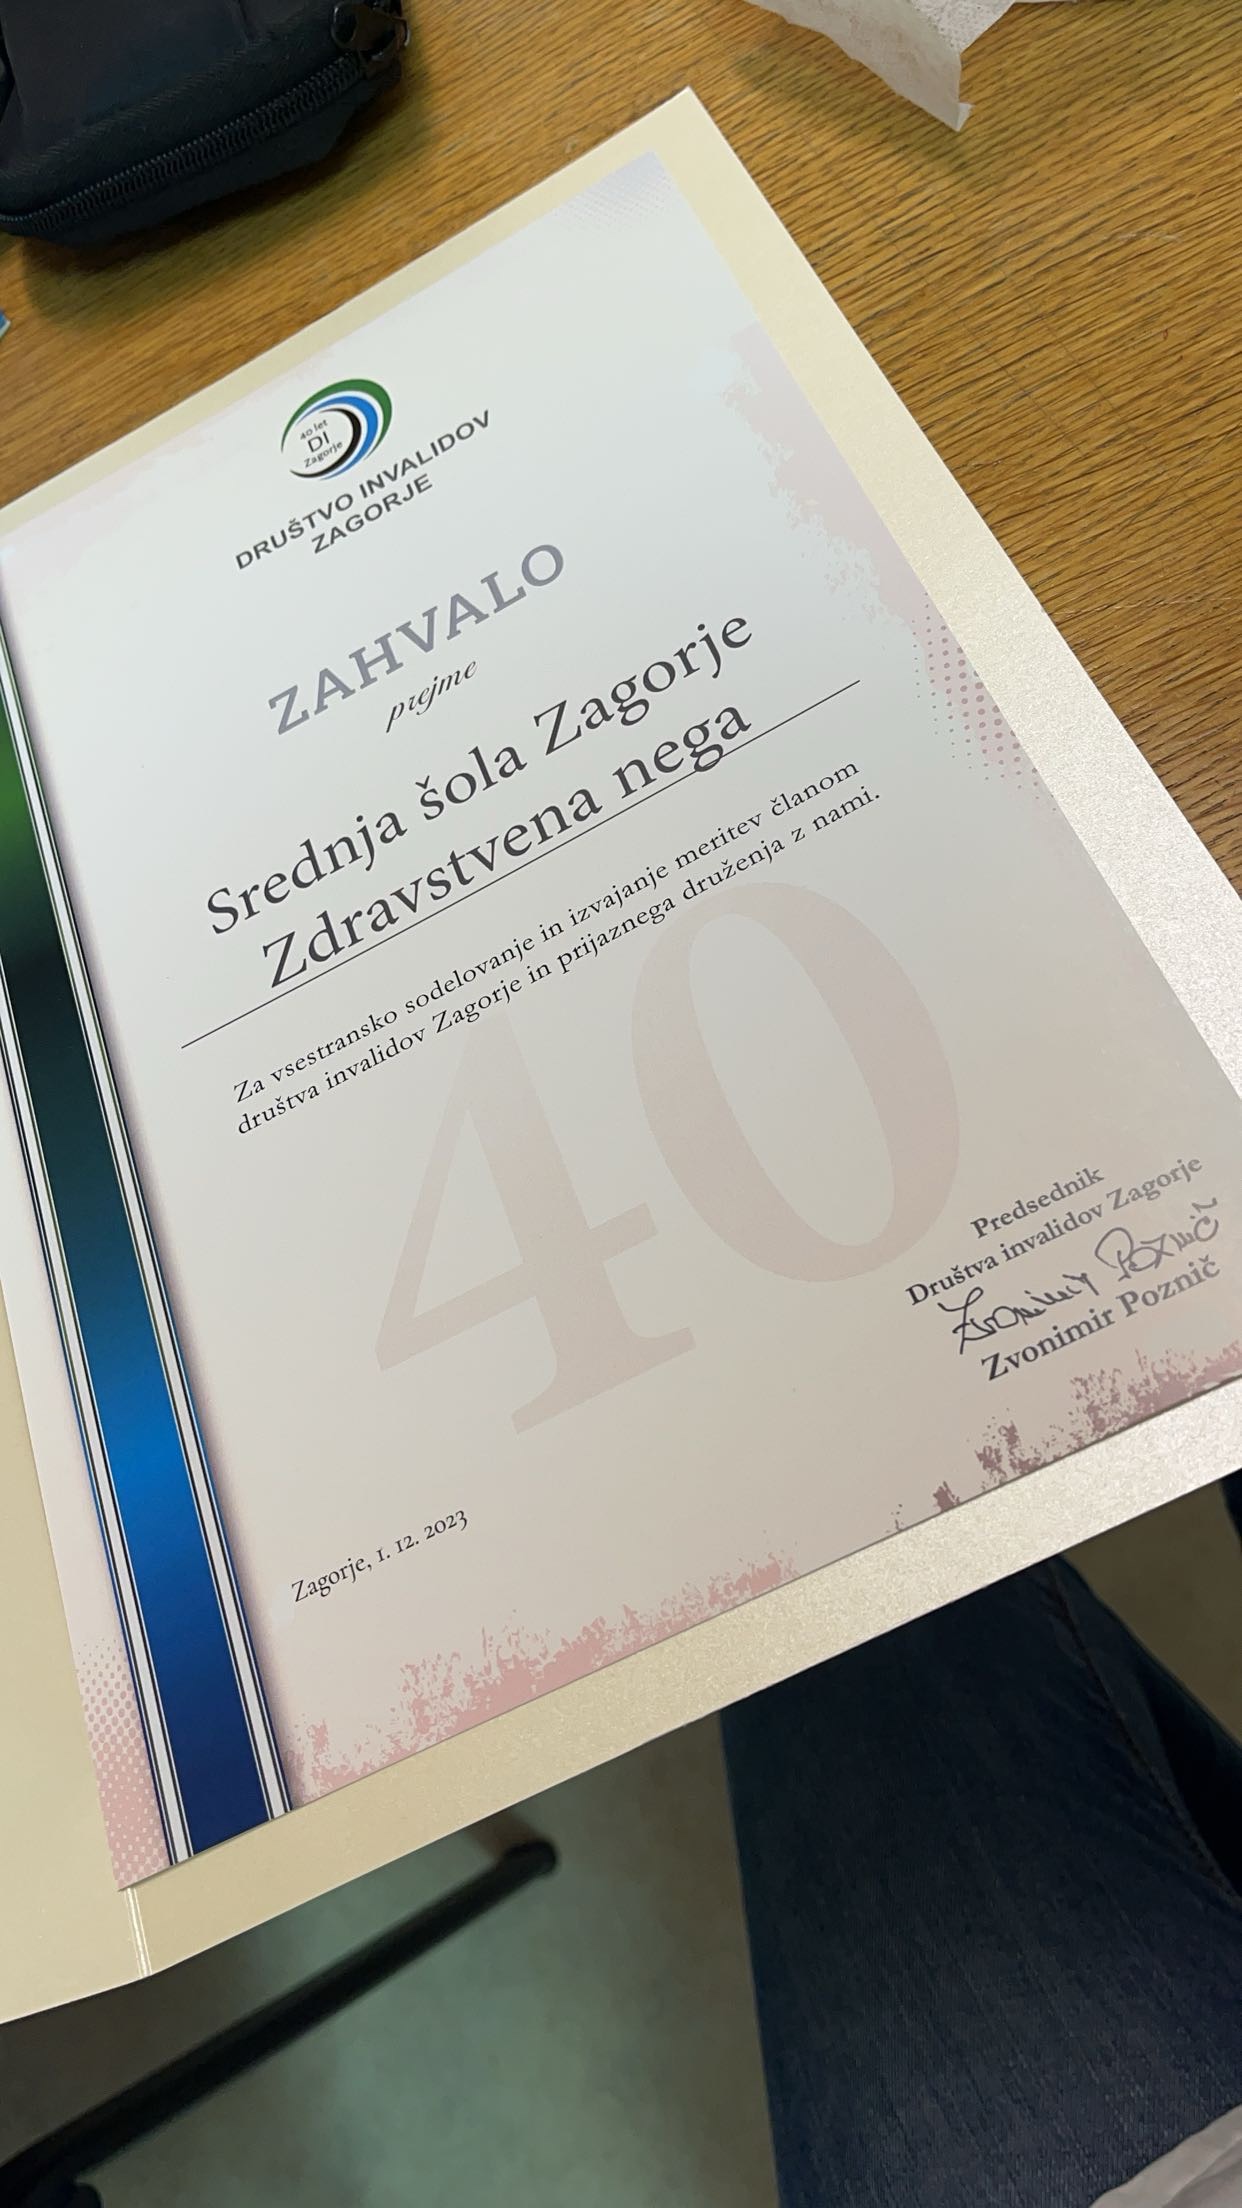 40 let
DI
Zagorje
DRUŠTVO INVALIDOV
ZAGORJE
ZAHVALO
prejme
Srednja šola Zagorje
Zdravstvena nega
Za vsestransko sodelovanje in izvajanje meritev članom
društva invalidov Zagorje in prijaznega druženja z nami.
40
Predsednik
Društva invalidov Zagorje
Zvonimir Poznič
Zvonimir Poznič
Zagorje, 1. 12. 2023